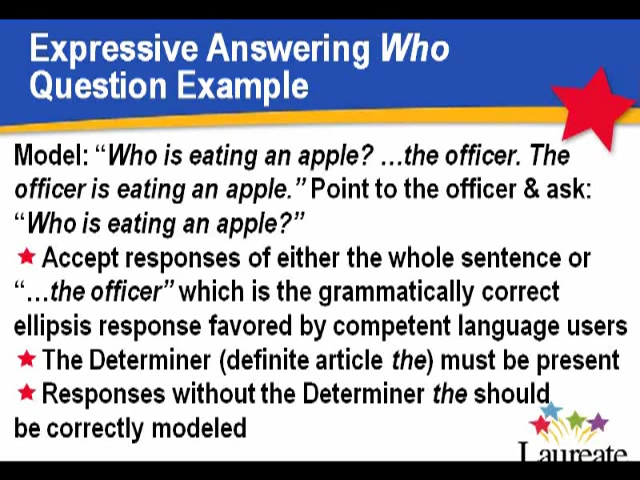 Expressive Answering Who
Question Example
Model: “Who is eating an apple? …the officer. The
officer is eating an apple.” Point to the officer & ask:
“Who is eating an apple?”
Accept responses of either the whole sentence or
“…the officer” which is the grammatically correct
ellipsis response favored by competent language users
The Determiner (definite article the) must be present
Responses without the Determiner the should
be correctly modeled
Laureate